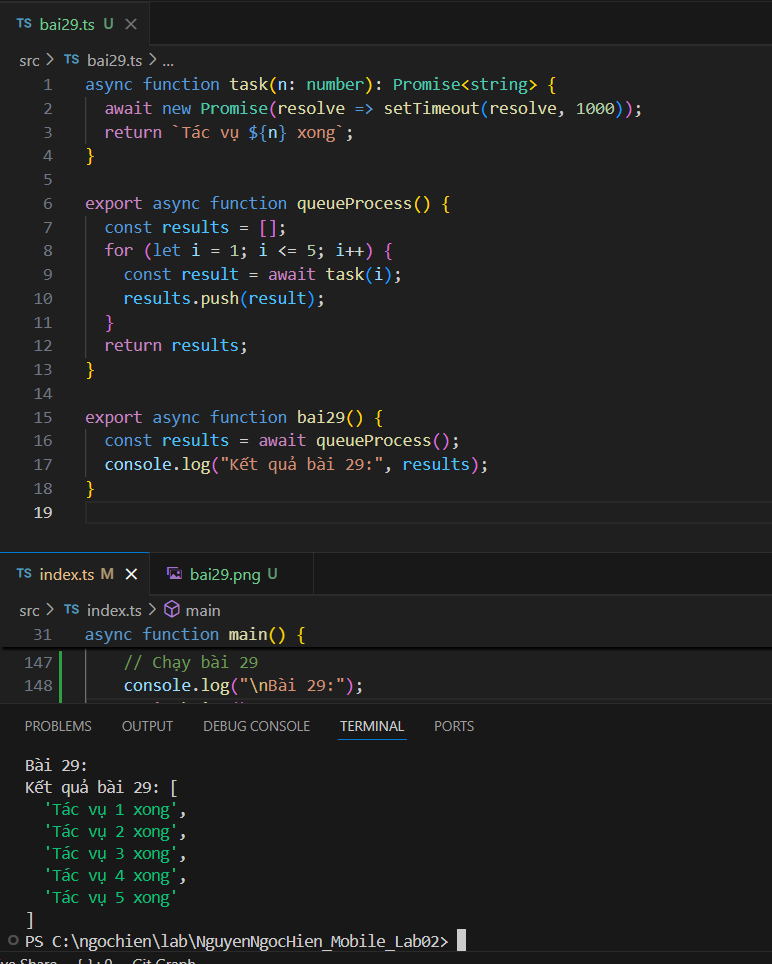 TS bai29.ts U
src > TS bai29.ts > ...
1 async function task(n: number): Promise<string> {
2 await new Promise(resolve => setTimeout(resolve, 1000));
3 return `Tác vụ ${n} xong`;
4 }
5
6 export async function queueProcess() {
7 const results = [];
8 for (let i = 1; i <= 5; i++) {
9 const result = await task(i);
10 results.push(result);
11 }
12 return results;
13 }
14
15 export async function bai29() {
16 const results = await queueProcess();
17 console.log("Kết quả bài 29:", results);
18 }
19
TS index.ts M bai29.png U
src > TS index.ts > main
31 async function main() {
147 // Chạy bài 29
148 console.log("\nBài 29:");
PROBLEMS OUTPUT DEBUG CONSOLE TERMINAL PORTS
Bài 29:
Kết quả bài 29: [
'Tác vụ 1 xong',
'Tác vụ 2 xong',
'Tác vụ 3 xong',
'Tác vụ 4 xong',
'Tác vụ 5 xong'
]
PS C:\ngochien\lab\NguyenNgocHien_Mobile_Lab02>
ve Share {.}: 0 Git Graph